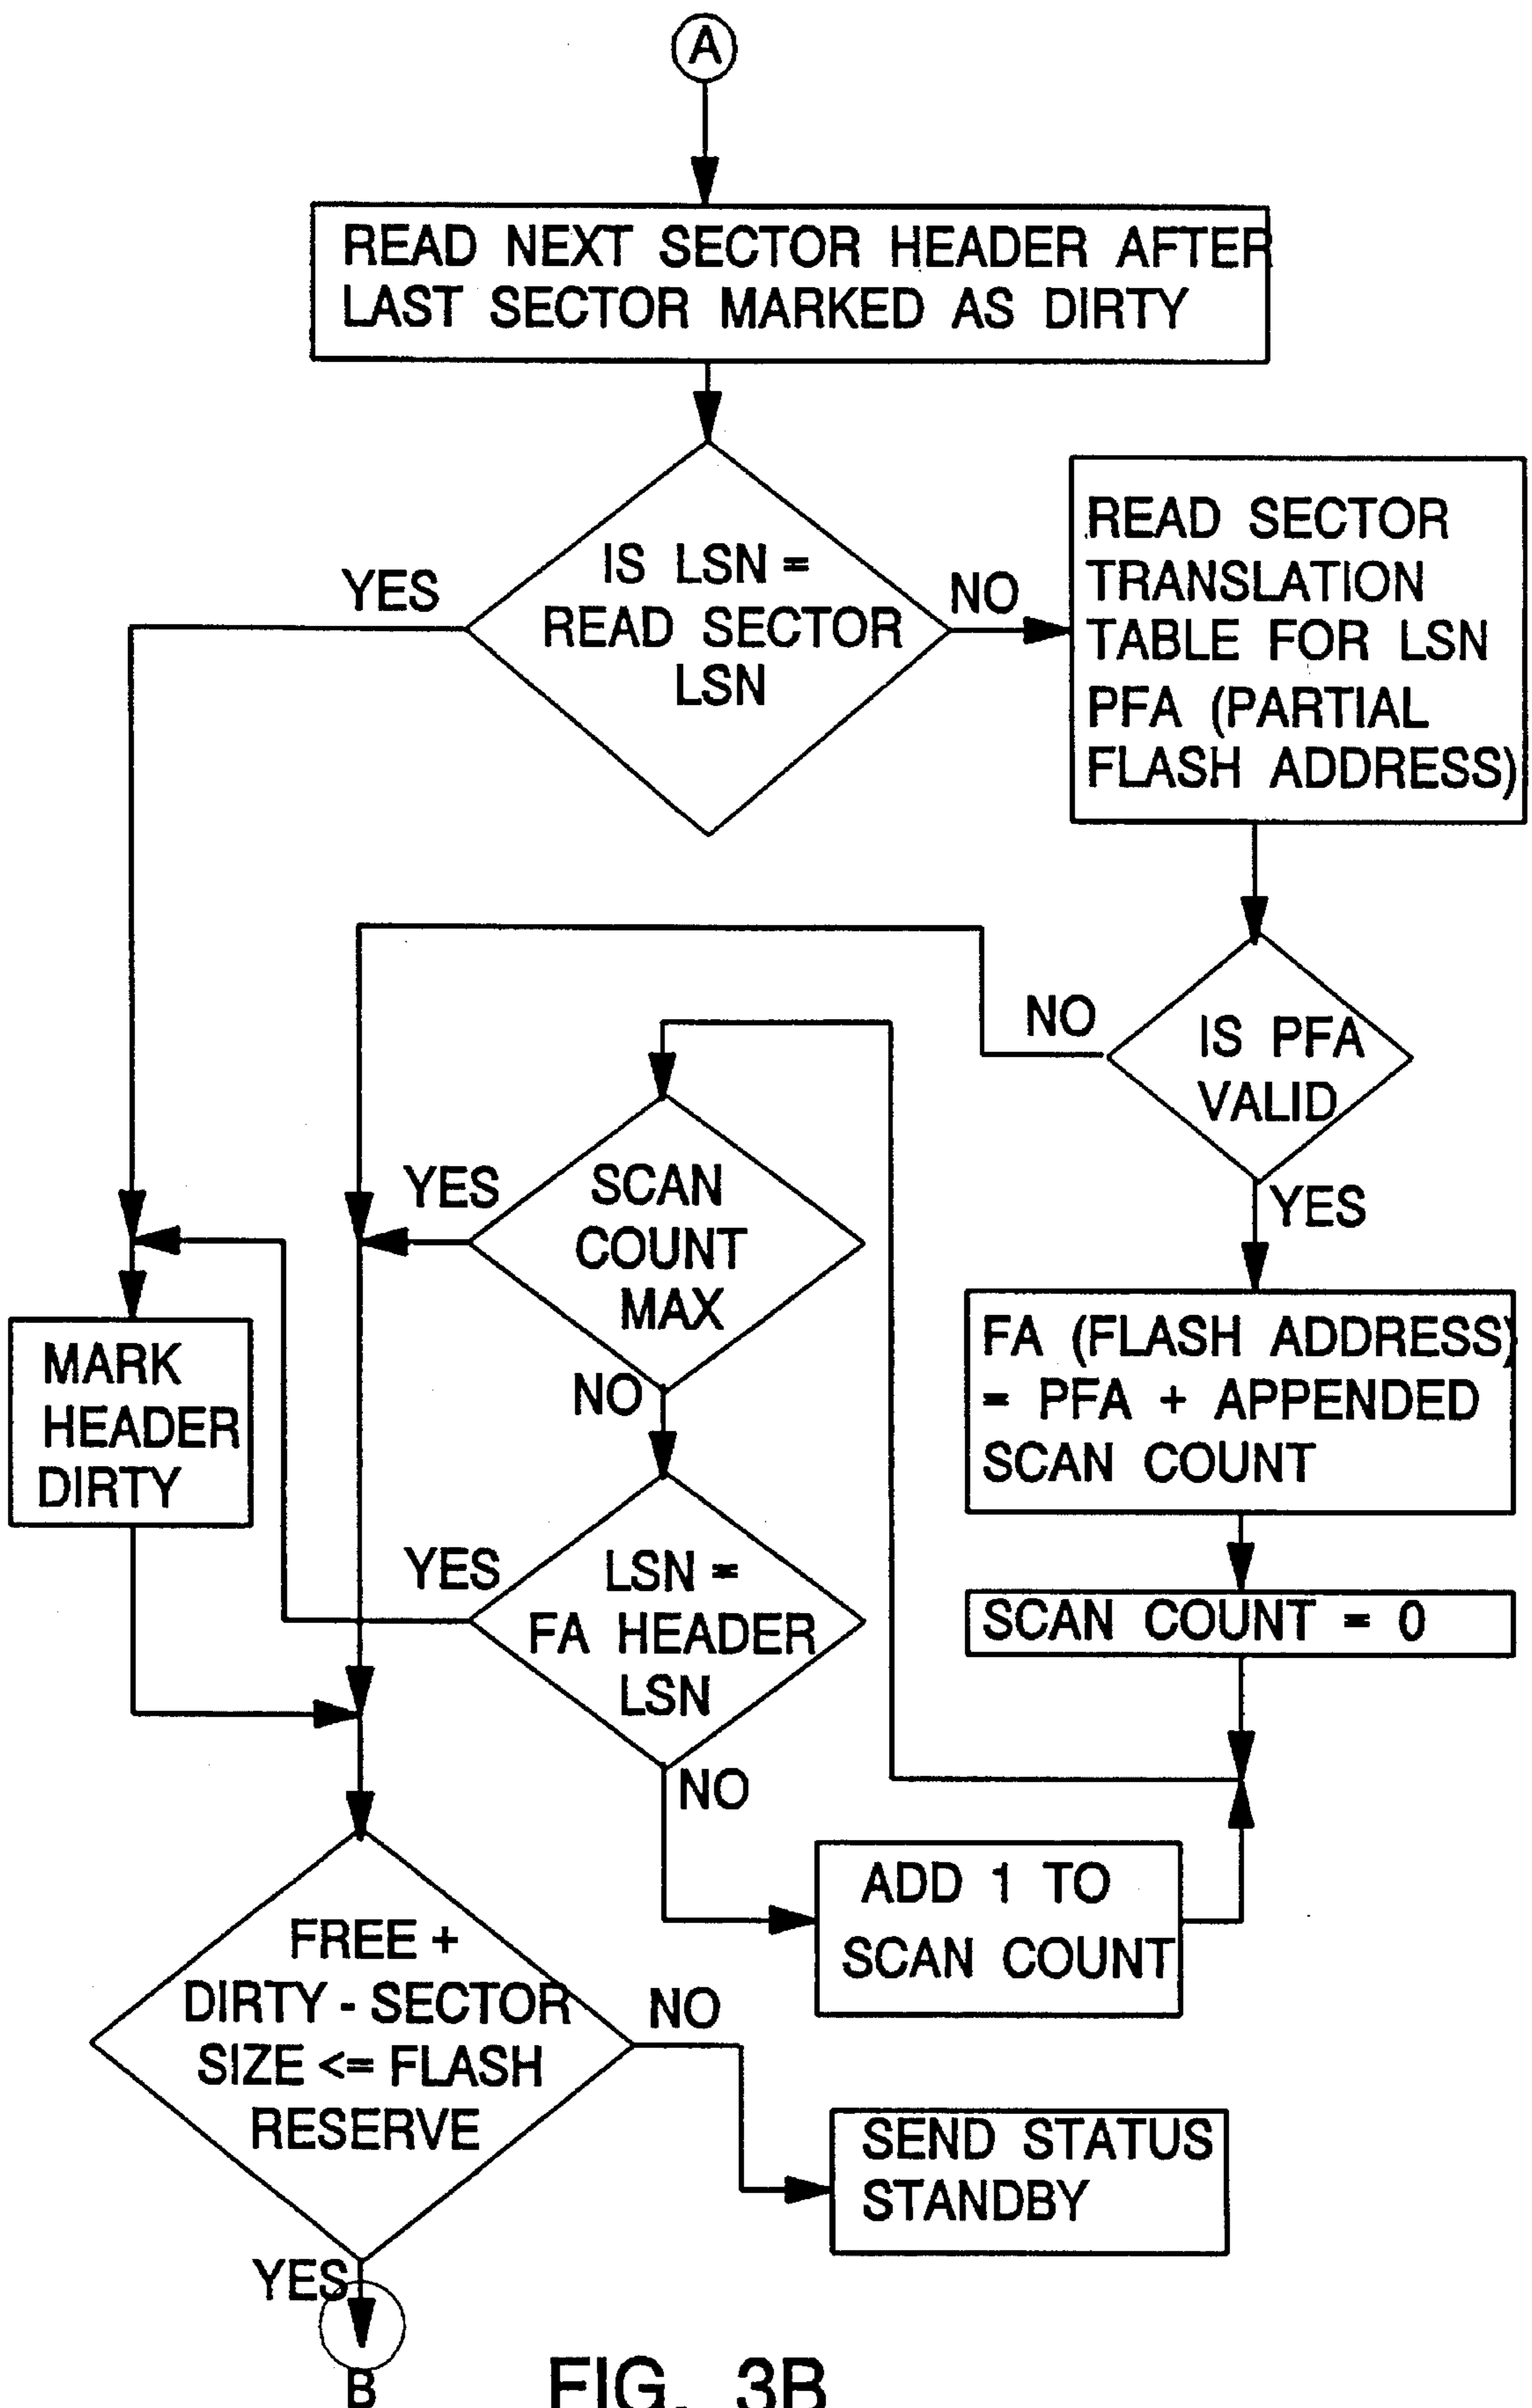 A
READ NEXT SECTOR HEADER AFTER
LAST SECTOR MARKED AS DIRTY
IS LSN =
READ SECTOR
LSN
YES
NO
READ SECTOR
TRANSLATION
TABLE FOR LSN
PFA (PARTIAL
FLASH ADDRESS)
IS PFA
VALID
NO
YES
SCAN
COUNT
MAX
YES
NO
FA (FLASH ADDRESS)
= PFA + APPENDED
SCAN COUNT
MARK
HEADER
DIRTY
LSN =
FA HEADER
LSN
YES
NO
SCAN COUNT = 0
ADD 1 TO
SCAN COUNT
FREE +
DIRTY - SECTOR
SIZE <= FLASH
RESERVE
NO
YES
SEND STATUS
STANDBY
B
FIG. 3B